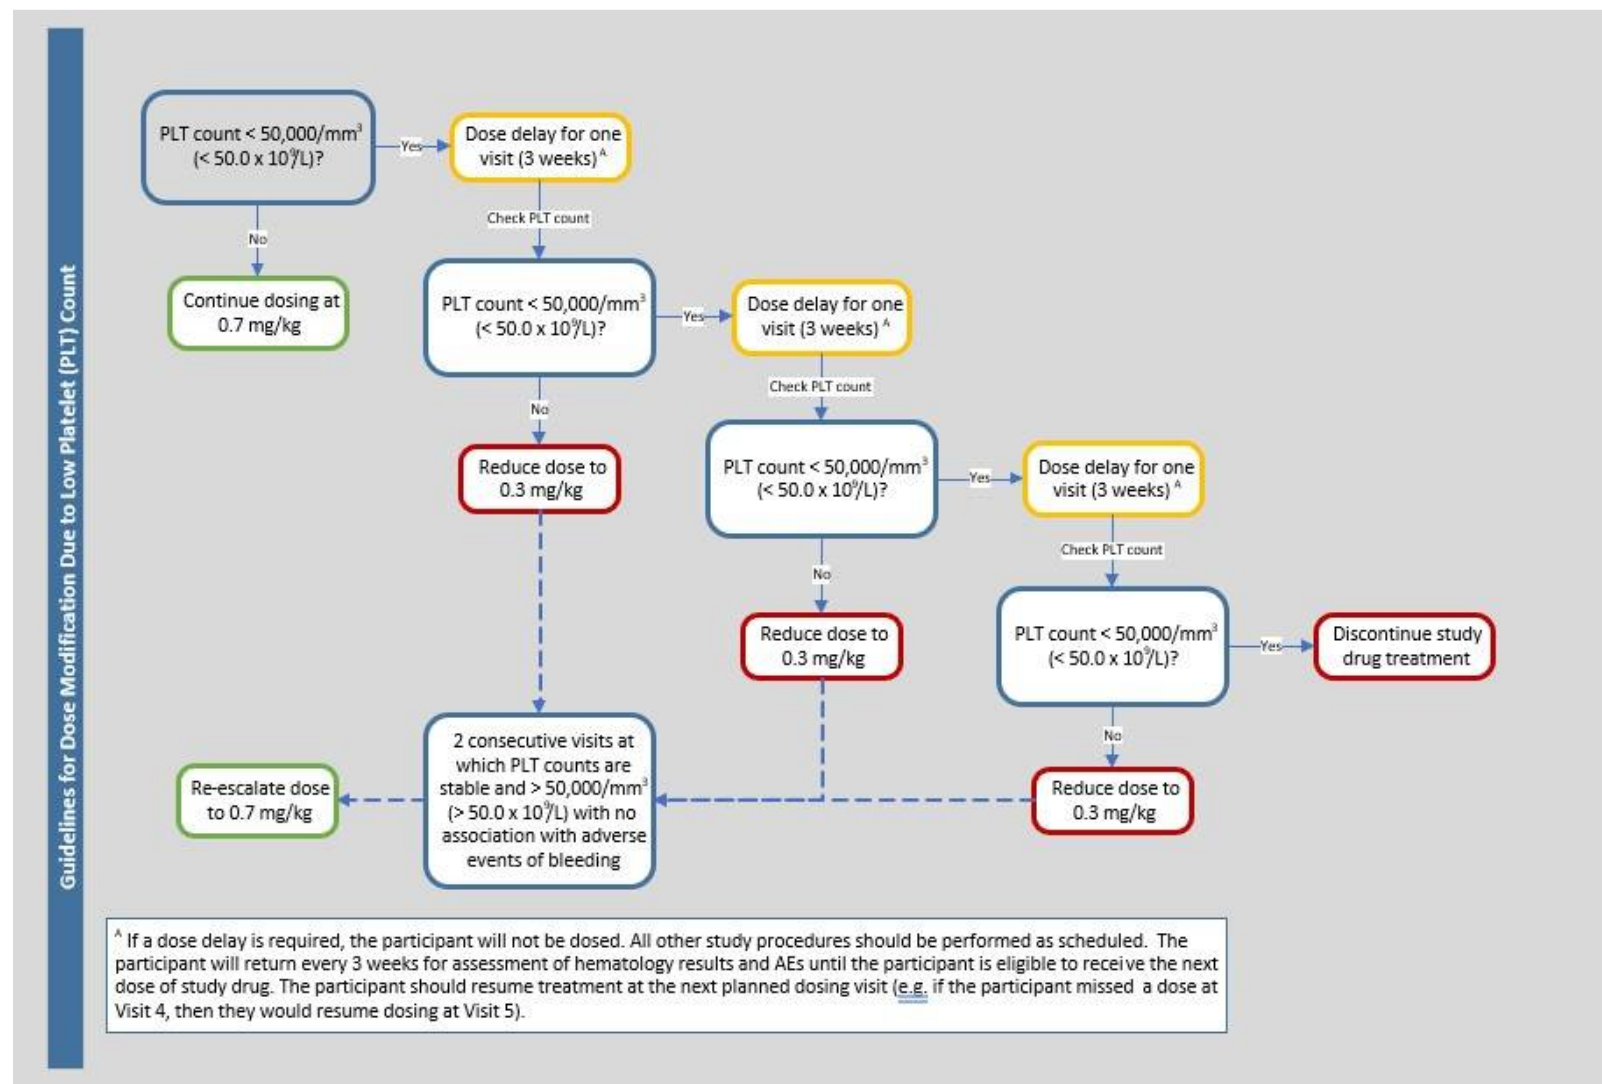 Guidelines for Dose Modification Due to Low Platelet (PLT) Count
PLT count < 50,000/mm³
(< 50.0 x 10⁹/L)?
Yes
Dose delay for one
visit (3 weeks) ᴬ
No
Continue dosing at
0.7 mg/kg
Check PLT count
PLT count < 50,000/mm³
(< 50.0 x 10⁹/L)?
Yes
Dose delay for one
visit (3 weeks) ᴬ
No
Reduce dose to
0.3 mg/kg
Check PLT count
PLT count < 50,000/mm³
(< 50.0 x 10⁹/L)?
Yes
Dose delay for one
visit (3 weeks) ᴬ
No
Reduce dose to
0.3 mg/kg
Check PLT count
PLT count < 50,000/mm³
(< 50.0 x 10⁹/L)?
Yes
Discontinue study
drug treatment
No
Reduce dose to
0.3 mg/kg
2 consecutive visits at
which PLT counts are
stable and > 50,000/mm³
(> 50.0 x 10⁹/L) with no
association with adverse
events of bleeding
Re-escalate dose
to 0.7 mg/kg
ᴬ If a dose delay is required, the participant will not be dosed. All other study procedures should be performed as scheduled. The
participant will return every 3 weeks for assessment of hematology results and AEs until the participant is eligible to receive the next
dose of study drug. The participant should resume treatment at the next planned dosing visit (e.g. if the participant missed a dose at
Visit 4, then they would resume dosing at Visit 5).